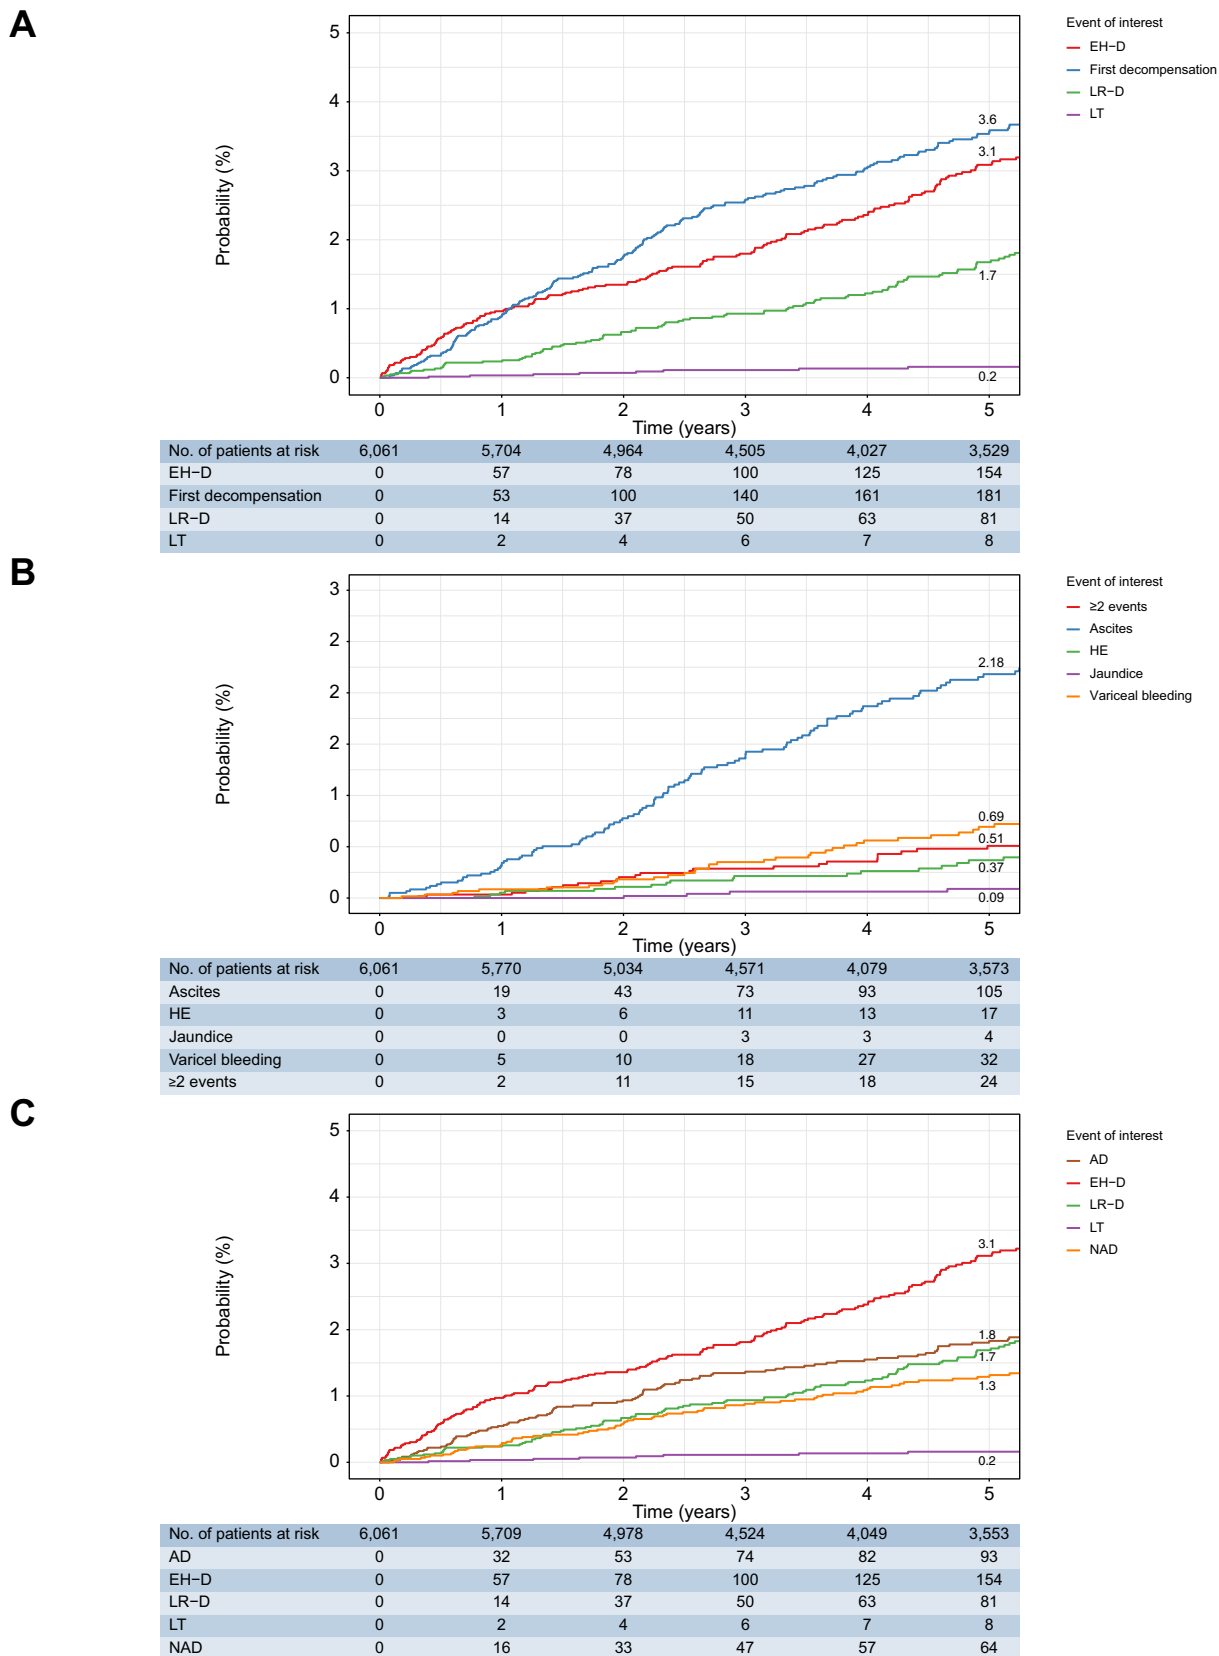 A
Probability (%)
5
4
3
2
1
0
3.6
3.1
1.7
0.2
0 1 2 3 4 5
Time (years)
Event of interest
EH−D
First decompensation
LR−D
LT
No. of patients at risk 6,061 5,704 4,964 4,505 4,027 3,529
EH−D 0 57 78 100 125 154
First decompensation 0 53 100 140 161 181
LR−D 0 14 37 50 63 81
LT 0 2 4 6 7 8
B
Probability (%)
3
2
2
2
1
0
0
2.18
0.69
0.51
0.37
0.09
0 1 2 3 4 5
Time (years)
Event of interest
≥2 events
Ascites
HE
Jaundice
Variceal bleeding
No. of patients at risk 6,061 5,770 5,034 4,571 4,079 3,573
Ascites 0 19 43 73 93 105
HE 0 3 6 11 13 17
Jaundice 0 0 0 3 3 4
Varicel bleeding 0 5 10 18 27 32
≥2 events 0 2 11 15 18 24
C
Probability (%)
5
4
3
2
1
0
3.1
1.8
1.7
1.3
0.2
0 1 2 3 4 5
Time (years)
Event of interest
AD
EH−D
LR−D
LT
NAD
No. of patients at risk 6,061 5,709 4,978 4,524 4,049 3,553
AD 0 32 53 74 82 93
EH−D 0 57 78 100 125 154
LR−D 0 14 37 50 63 81
LT 0 2 4 6 7 8
NAD 0 16 33 47 57 64